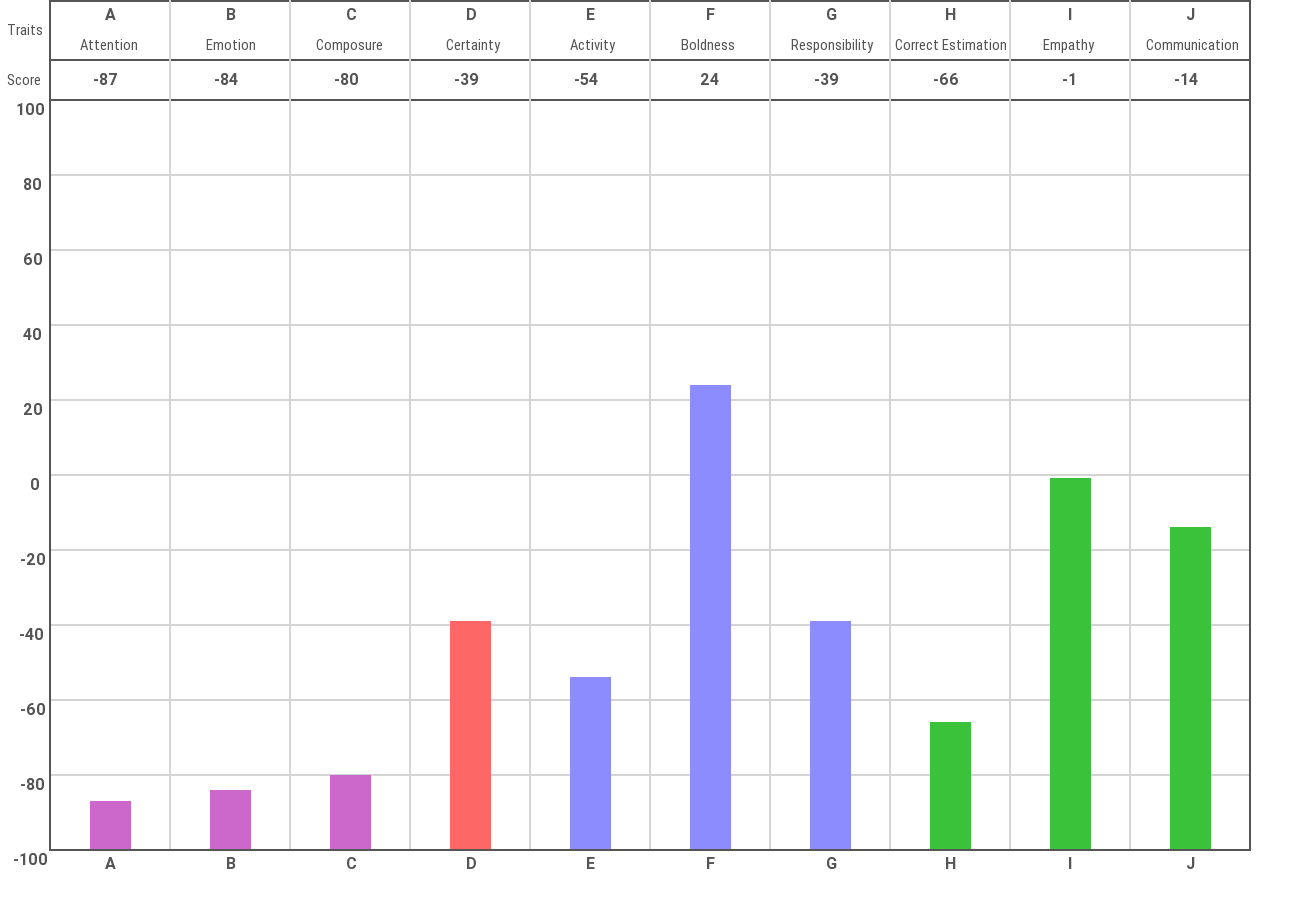 A B C D E F G H I J
Traits
Attention Emotion Composure Certainty Activity Boldness Responsibility Correct Estimation Empathy Communication
Score -87 -84 -80 -39 -54 24 -39 -66 -1 -14
100
80
60
40
20
0
-20
-40
-60
-80
-100
A B C D E F G H I J